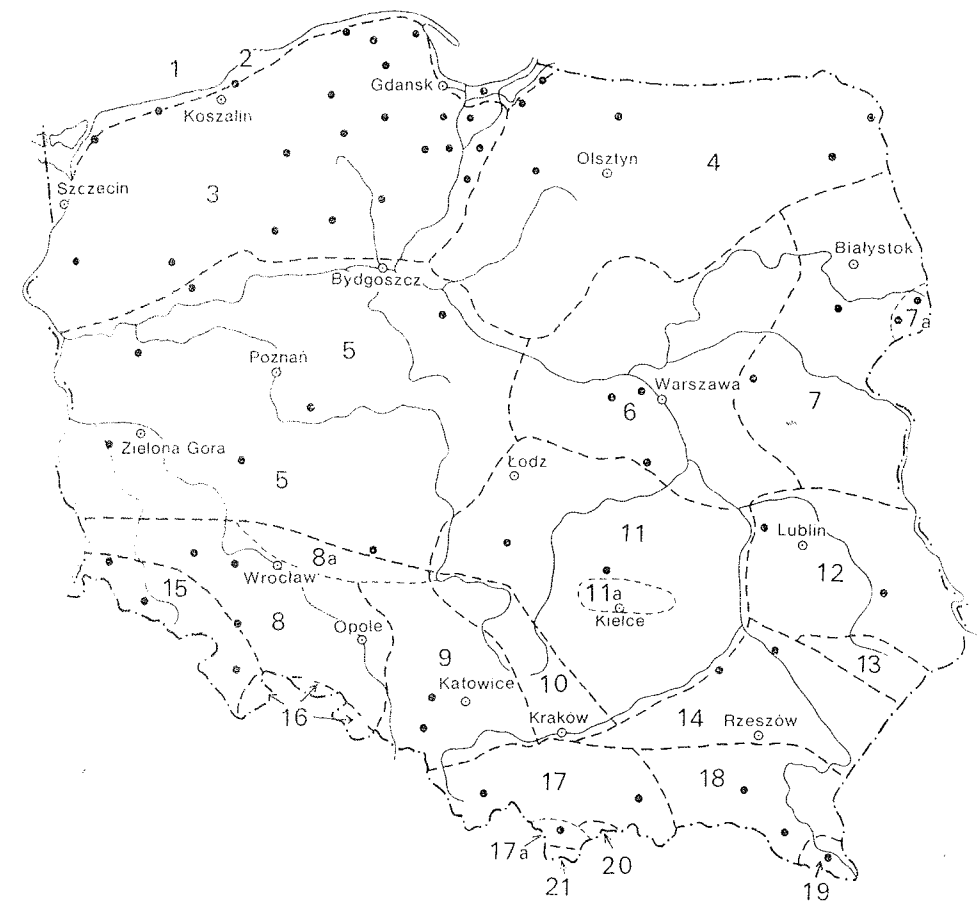 1
2
Gdansk
Koszalin
Olsztyn
4
Szczecin
3
Białystok
Bydgoszcz
7a
5
Poznań
Warszawa
6
7
Zielona Gora
Łodz
5
11
Lublin
8a
Wrocław
12
15
11a
8
Opole
Kielce
9
13
Katowice
10
14
16
Kraków
Rzeszów
17
18
17a
20
21
19